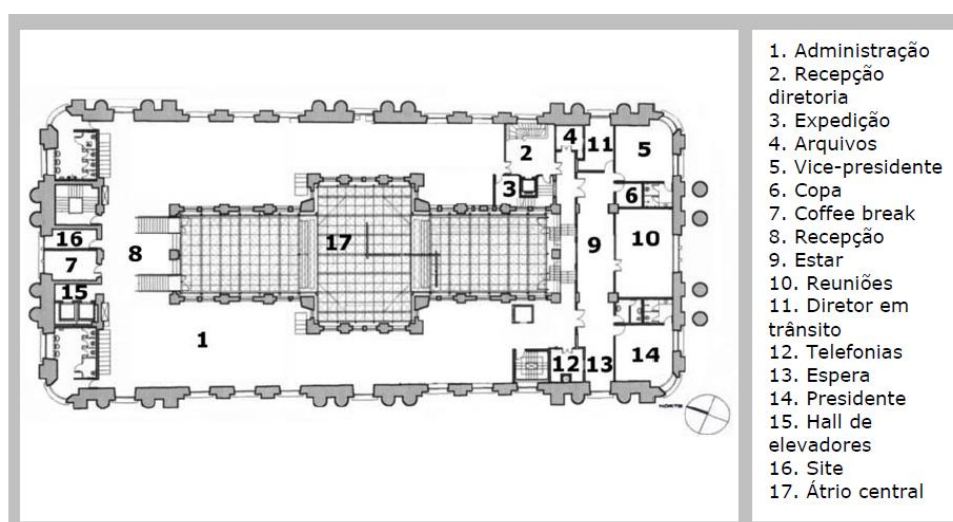 4
11
2
5
3
6
16
17
10
8
9
7
15
1
12
13
14
NORTE
1. Administração
2. Recepção
diretoria
3. Expedição
4. Arquivos
5. Vice-presidente
6. Copa
7. Coffee break
8. Recepção
9. Estar
10. Reuniões
11. Diretor em
trânsito
12. Telefonias
13. Espera
14. Presidente
15. Hall de
elevadores
16. Site
17. Átrio central